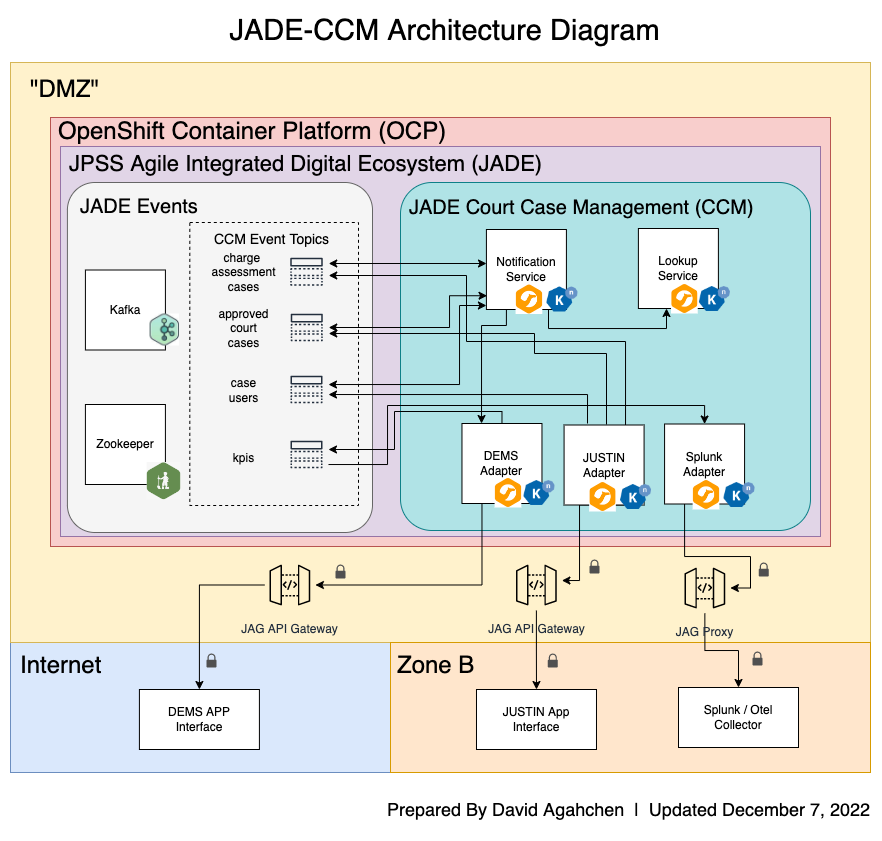 JADE-CCM Architecture Diagram
"DMZ"
OpenShift Container Platform (OCP)
JPSS Agile Integrated Digital Ecosystem (JADE)
JADE Events
CCM Event Topics
charge
assessment
cases
approved
court
cases
case
users
kpis
Kafka
Zookeeper
JADE Court Case Management (CCM)
Notification
Service
K
n
Lookup
Service
K
n
DEMS
Adapter
K
n
JUSTIN
Adapter
K
n
Splunk
Adapter
K
n
</>
JAG API Gateway
</>
JAG API Gateway
</>
JAG Proxy
Internet
DEMS APP
Interface
Zone B
JUSTIN App
Interface
Splunk / Otel
Collector
Prepared By David Agahchen | Updated December 7, 2022